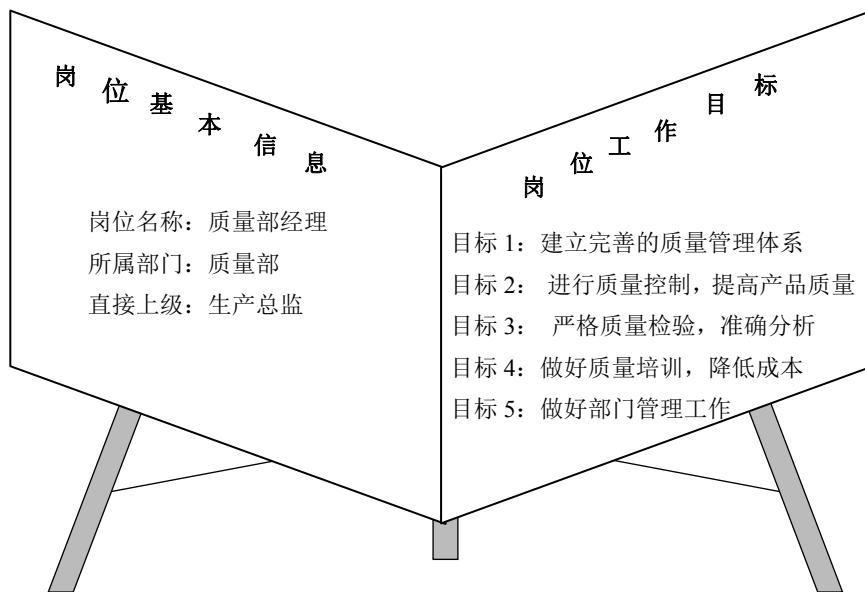 岗位基本信息
岗位名称：质量部经理
所属部门：质量部
直接上级：生产总监
岗位工作目标
目标 1：建立完善的质量管理体系
目标 2： 进行质量控制，提高产品质量
目标 3： 严格质量检验，准确分析
目标 4：做好质量培训，降低成本
目标 5：做好部门管理工作